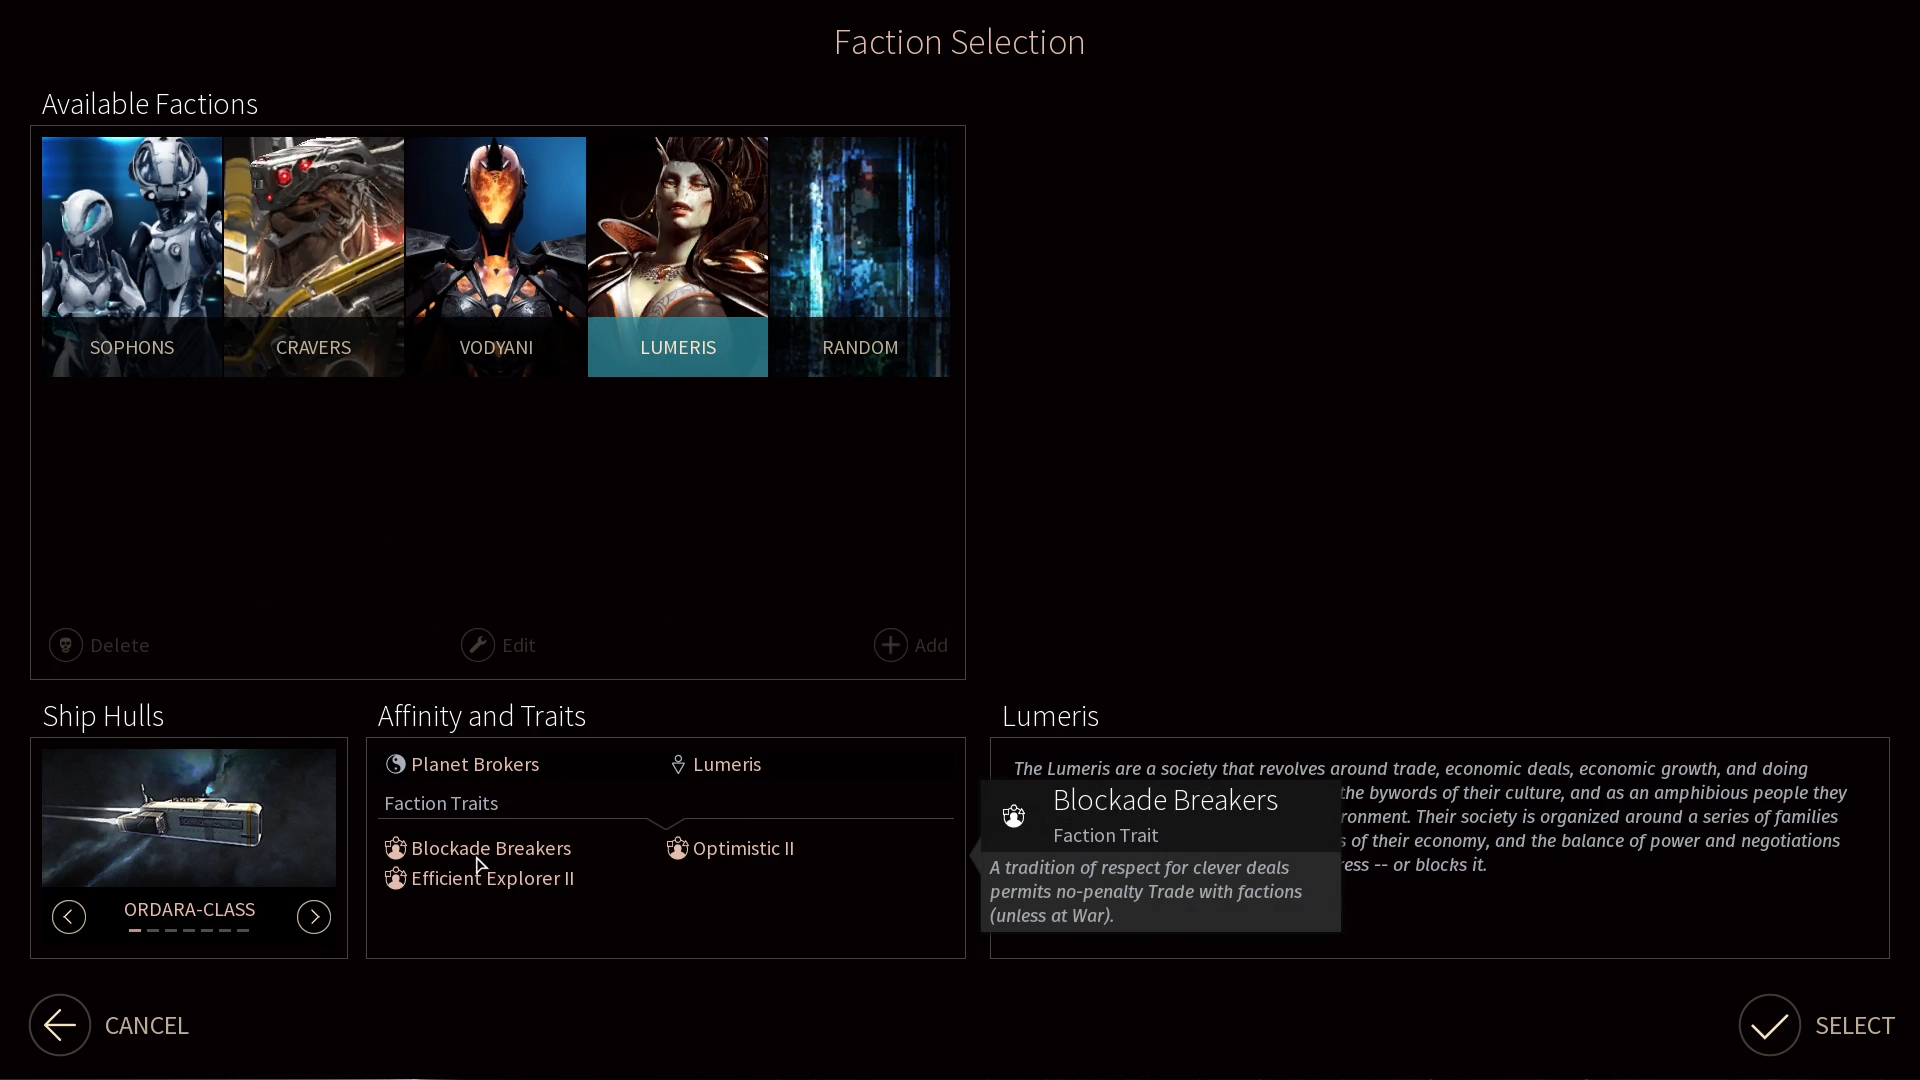 Faction Selection
Available Factions
SOPHONS
CRAVERS
VODYANI
LUMERIS
RANDOM
Delete
Edit
Add
Ship Hulls
ORDARA-CLASS
Affinity and Traits
Planet Brokers
Lumeris
Faction Traits
Blockade Breakers
Optimistic II
Efficient Explorer II
Lumeris
The Lumeris are a society that revolves around trade, economic deals, economic growth, and doing
the bywords of their culture, and as an amphibious people they
Their society is organized around a series of families
of their economy, and the balance of power and negotiations
-- or blocks it.
Blockade Breakers
Faction Trait
A tradition of respect for clever deals
permits no-penalty Trade with factions
(unless at War).
CANCEL
SELECT